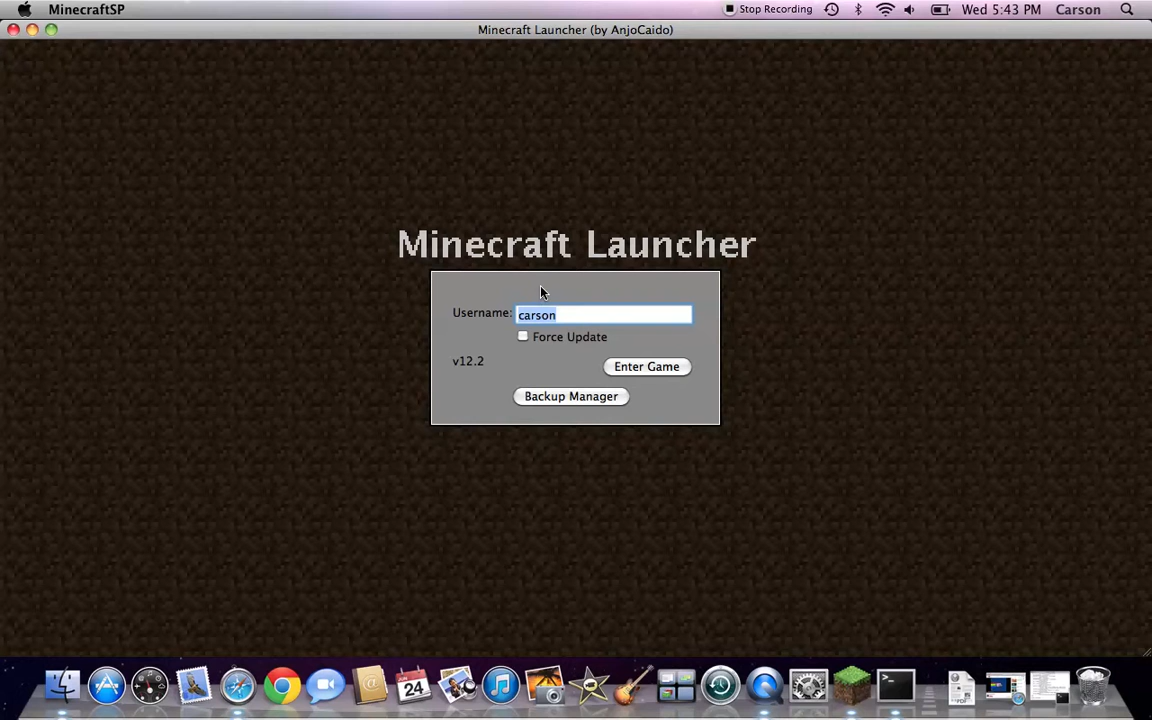 MinecraftSP
Stop Recording
Wed 5:43 PM
Carson
Minecraft Launcher (by AnjoCaido)
Minecraft Launcher
Username:
carson
Force Update
v12.2
Enter Game
Backup Manager
24